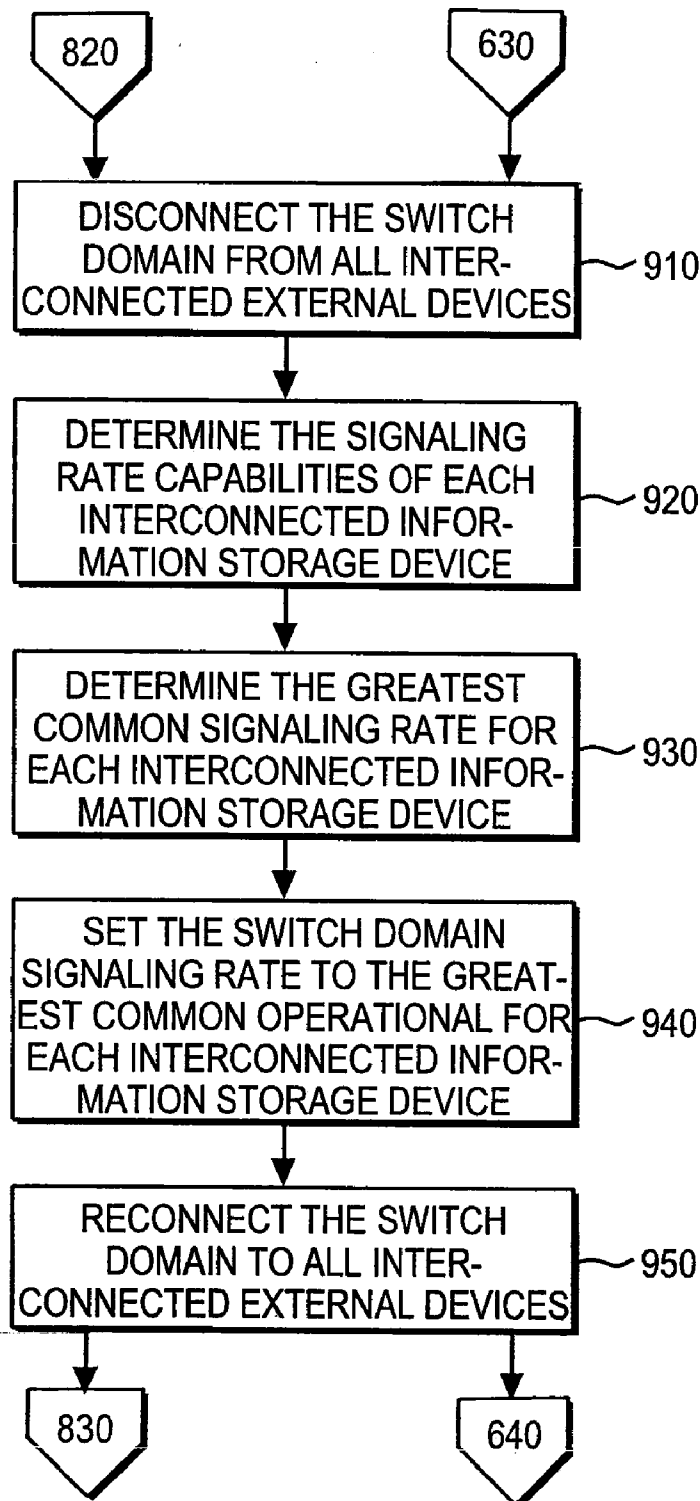 820
630
DISCONNECT THE SWITCH
DOMAIN FROM ALL INTER-
CONNECTED EXTERNAL DEVICES
910
DETERMINE THE SIGNALING
RATE CAPABILITIES OF EACH
INTERCONNECTED INFOR-
MATION STORAGE DEVICE
920
DETERMINE THE GREATEST
COMMON SIGNALING RATE FOR
EACH INTERCONNECTED INFOR-
MATION STORAGE DEVICE
930
SET THE SWITCH DOMAIN
SIGNALING RATE TO THE GREAT-
EST COMMON OPERATIONAL FOR
EACH INTERCONNECTED INFOR-
MATION STORAGE DEVICE
940
RECONNECT THE SWITCH
DOMAIN TO ALL INTER-
CONNECTED EXTERNAL DEVICES
950
830
640